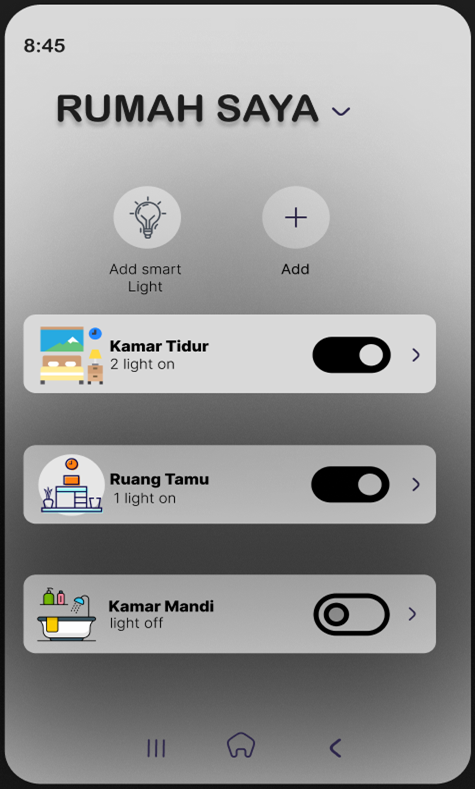 8:45
RUMAH SAYA
Add smart
Light
Add
Kamar Tidur
2 light on
Ruang Tamu
1 light on
Kamar Mandi
light off